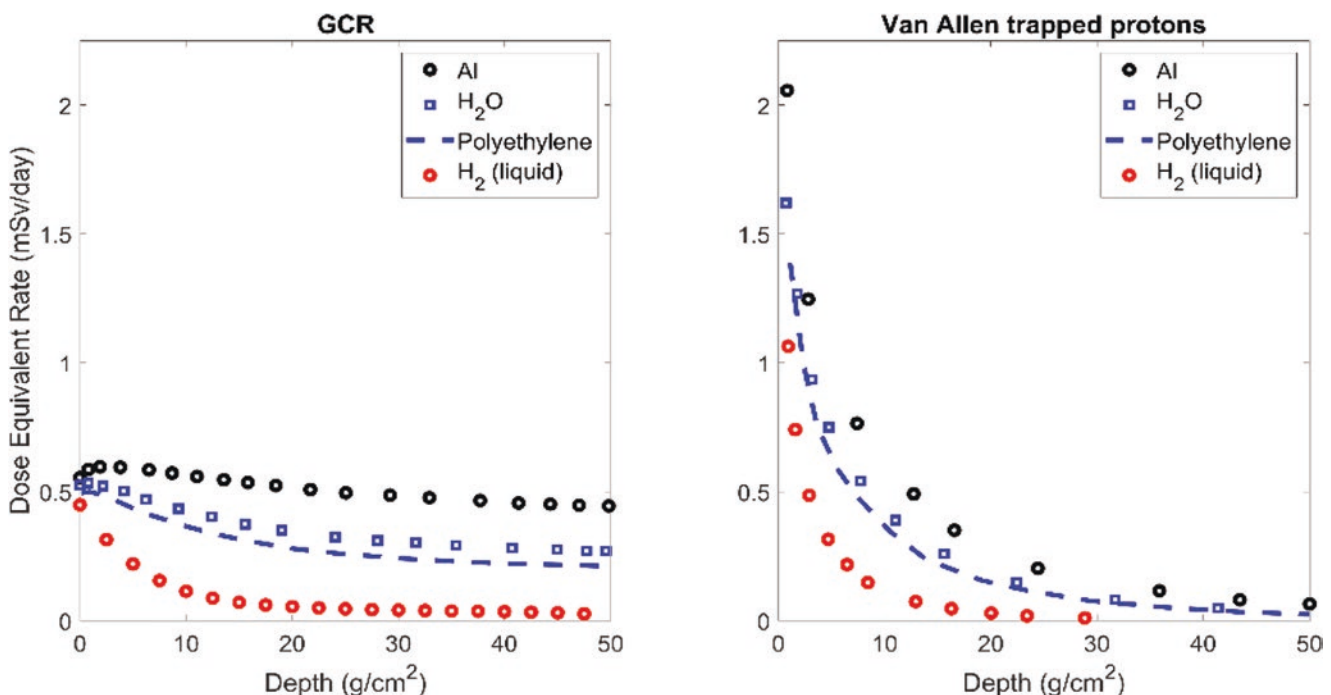 GCR
Al
H2O
Polyethylene
H2 (liquid)
2
1.5
1
0.5
0
Dose Equivalent Rate (mSv/day)
0 10 20 30 40 50
Depth (g/cm2)
Van Allen trapped protons
Al
H2O
Polyethylene
H2 (liquid)
2
1.5
1
0.5
0
0 10 20 30 40 50
Depth (g/cm2)